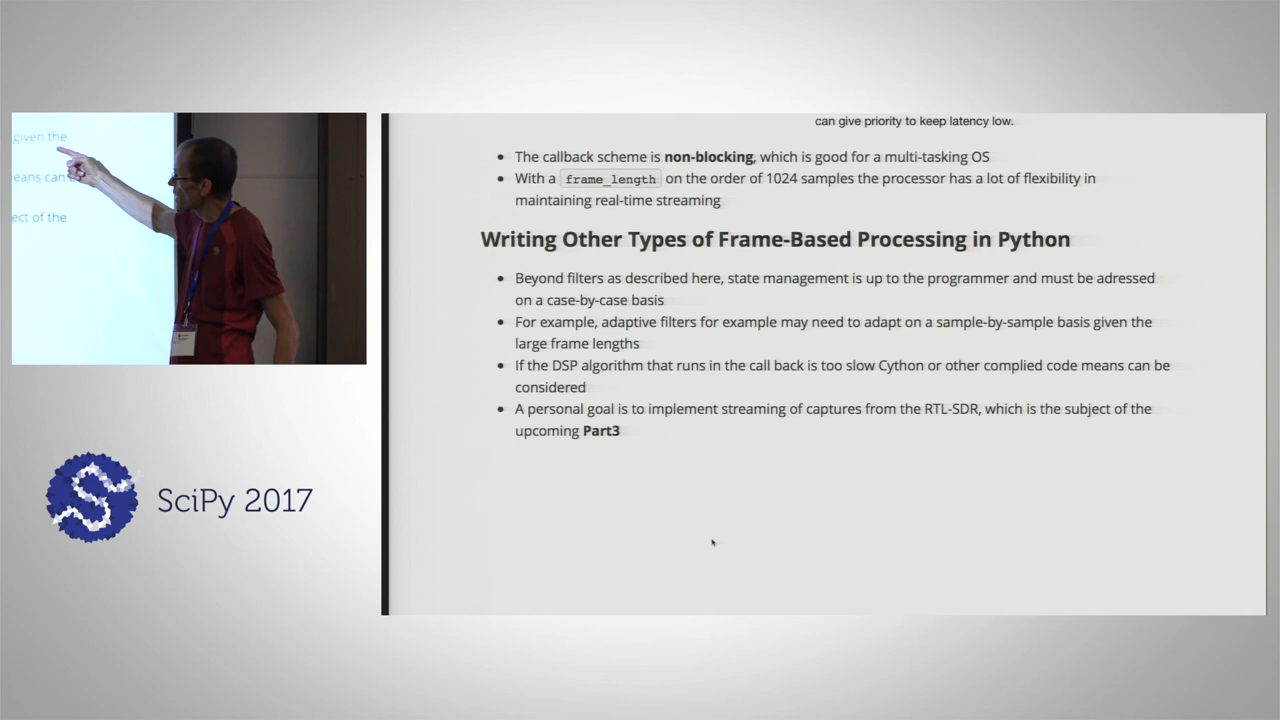 given the
eans can
ect of the
SciPy 2017
can give priority to keep latency low.
The callback scheme is non-blocking, which is good for a multi-tasking OS
With a frame_length on the order of 1024 samples the processor has a lot of flexibility in
maintaining real-time streaming
Writing Other Types of Frame-Based Processing in Python
Beyond filters as described here, state management is up to the programmer and must be adressed
on a case-by-case basis
For example, adaptive filters for example may need to adapt on a sample-by-sample basis given the
large frame lengths
If the DSP algorithm that runs in the call back is too slow Cython or other complied code means can be
considered
A personal goal is to implement streaming of captures from the RTL-SDR, which is the subject of the
upcoming Part3